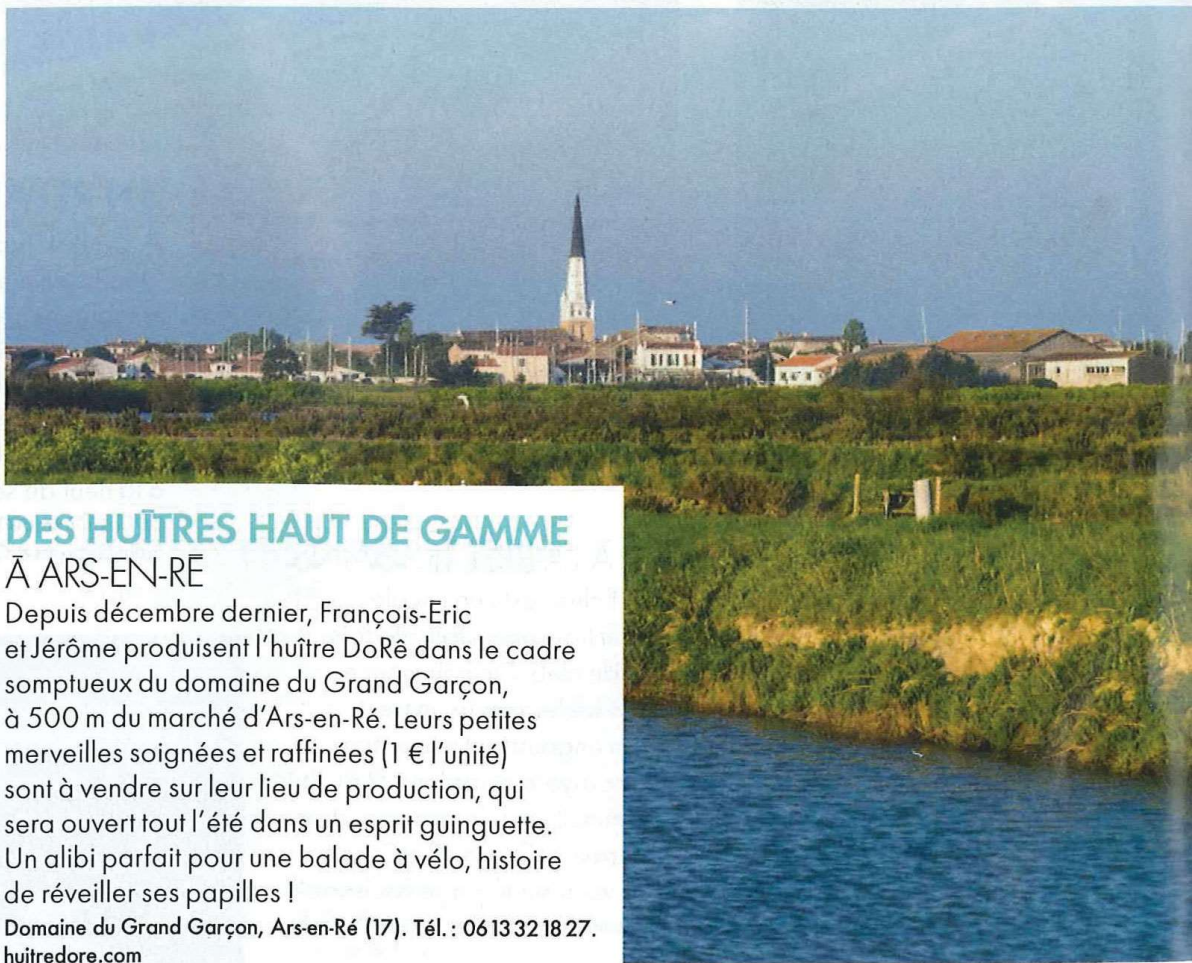 DES HUÎTRES HAUT DE GAMME
À ARS-EN-RÉ
Depuis décembre dernier, François-Éric
et Jérôme produisent l'huître DoRê dans le cadre
somptueux du domaine du Grand Garçon,
à 500 m du marché d'Ars-en-Ré. Leurs petites
merveilles soignées et raffinées (1 € l'unité)
sont à vendre sur leur lieu de production, qui
sera ouvert tout l'été dans un esprit guinguette.
Un alibi parfait pour une balade à vélo, histoire
de réveiller ses papilles !
Domaine du Grand Garçon, Ars-en-Ré (17). Tél. : 06 13 32 18 27.
huitredore.com